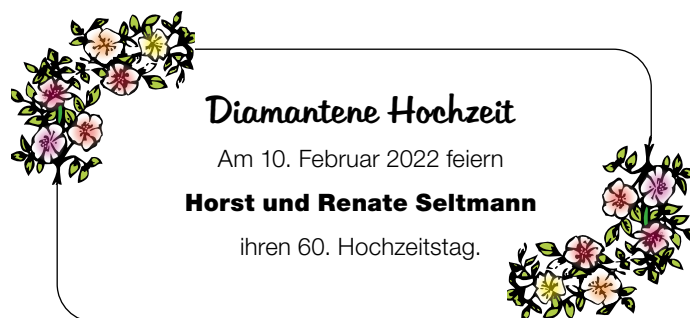 Diamantene Hochzeit
Am 10. Februar 2022 feiern
Horst und Renate Seltmann
ihren 60. Hochzeitstag.